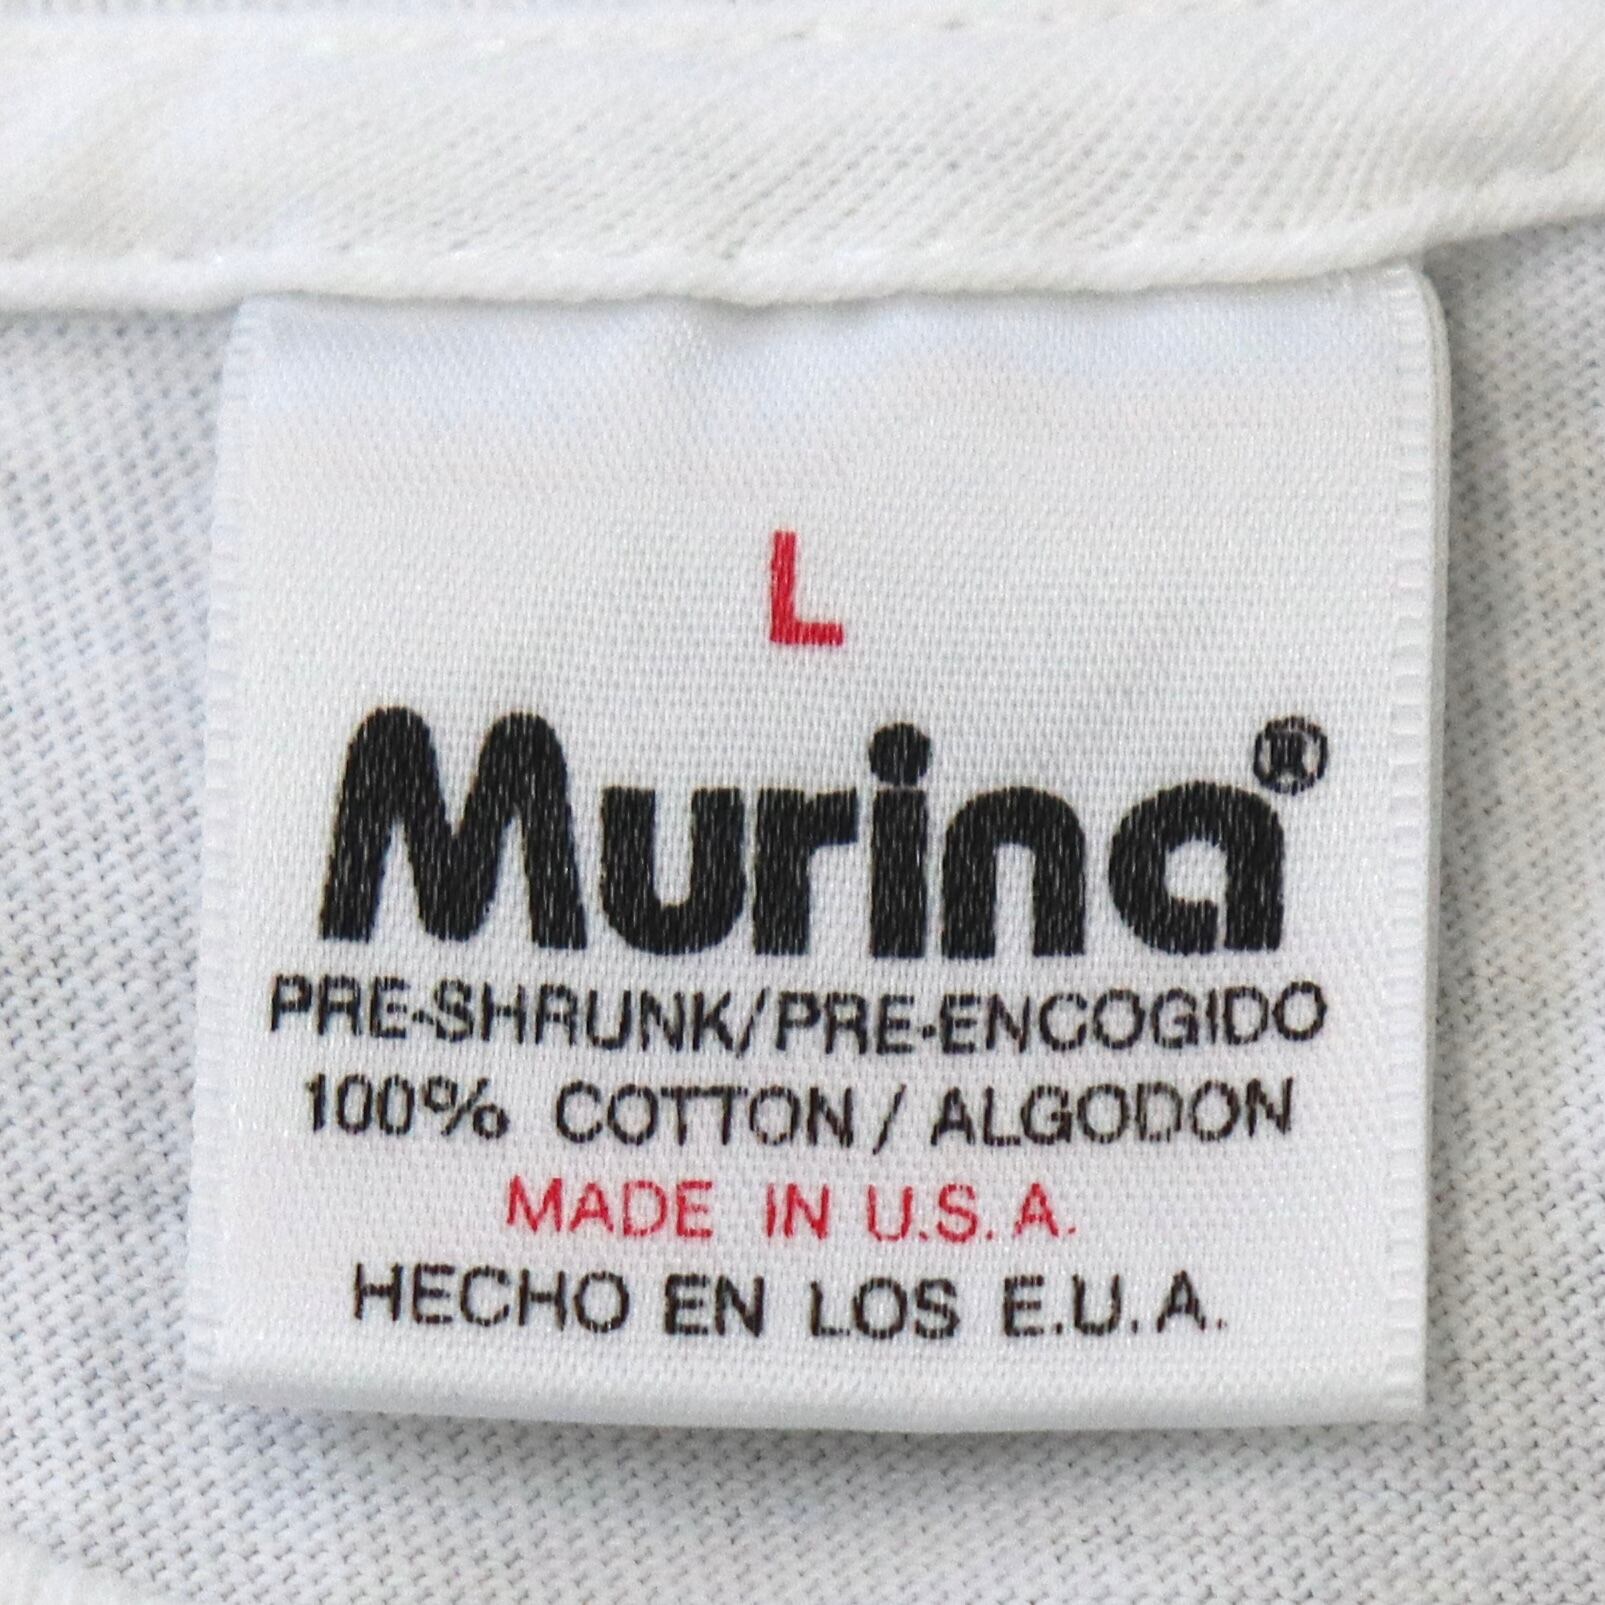 L
Murina®
PRE-SHRUNK/PRE-ENCOGIDO
100% COTTON / ALGODON
MADE IN U.S.A.
HECHO EN LOS E.U.A.